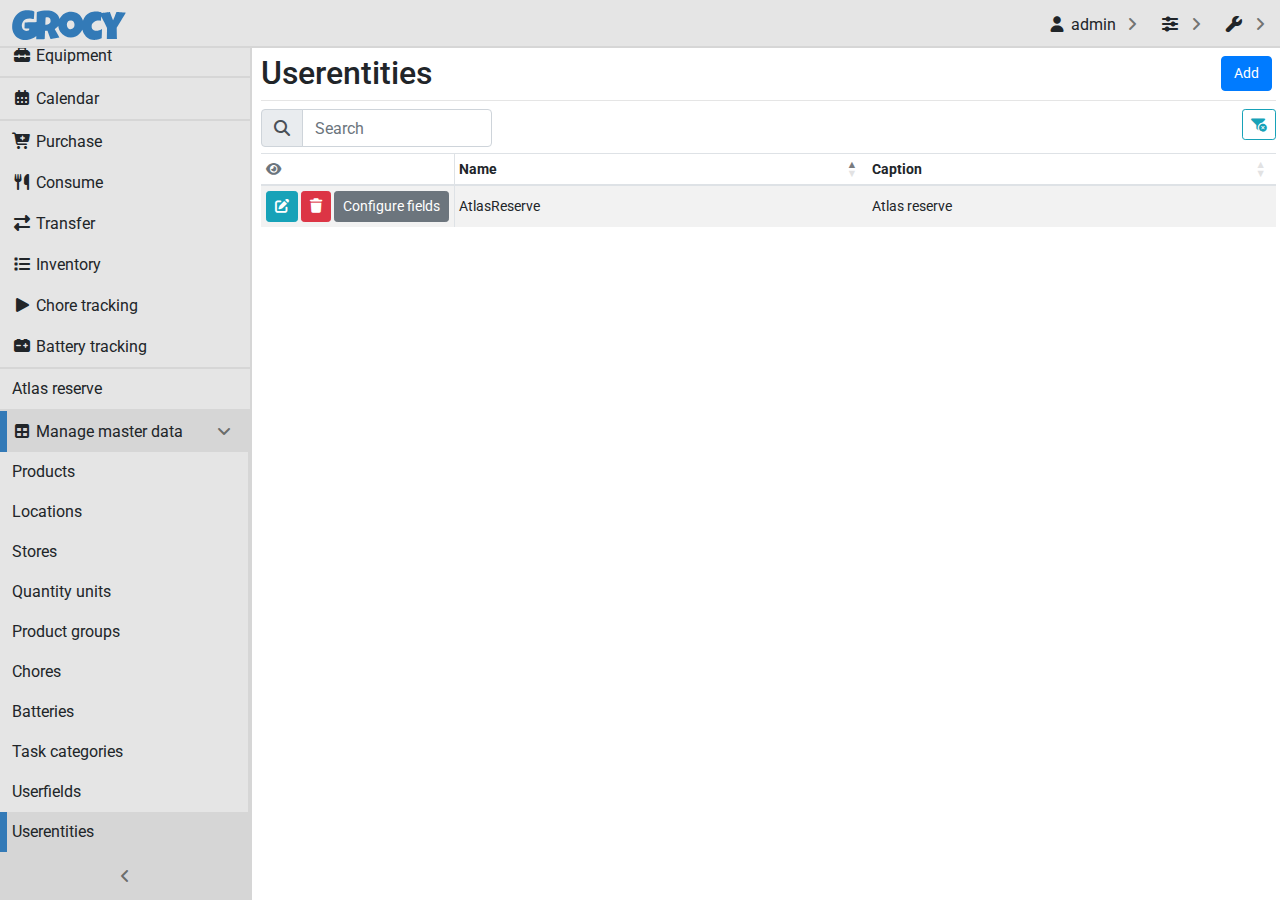 GROCY
admin
Equipment
Calendar
Purchase
Consume
Transfer
Inventory
Chore tracking
Battery tracking
Atlas reserve
Manage master data
Products
Locations
Stores
Quantity units
Product groups
Chores
Batteries
Task categories
Userfields
Userentities
Userentities
Add
Search
Name Caption
Configure fields AtlasReserve Atlas reserve